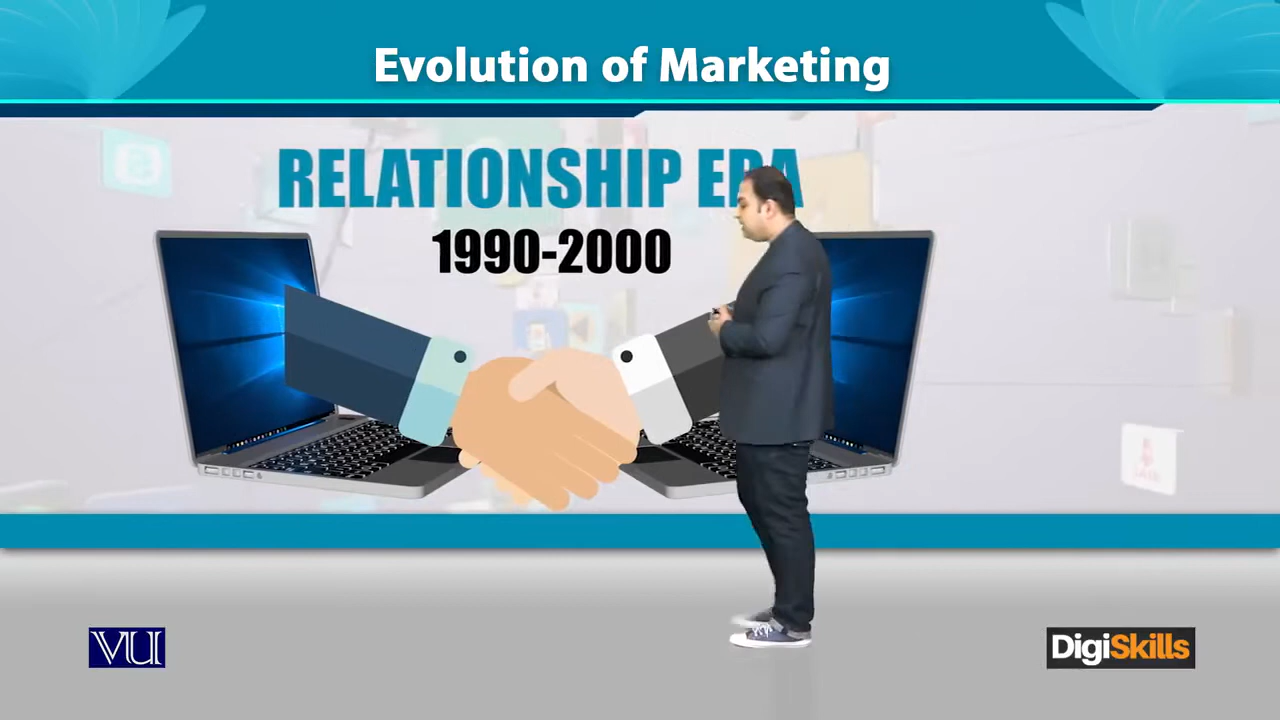 Evolution of Marketing
RELATIONSHIP ERA
1990-2000
VU
DigiSkills